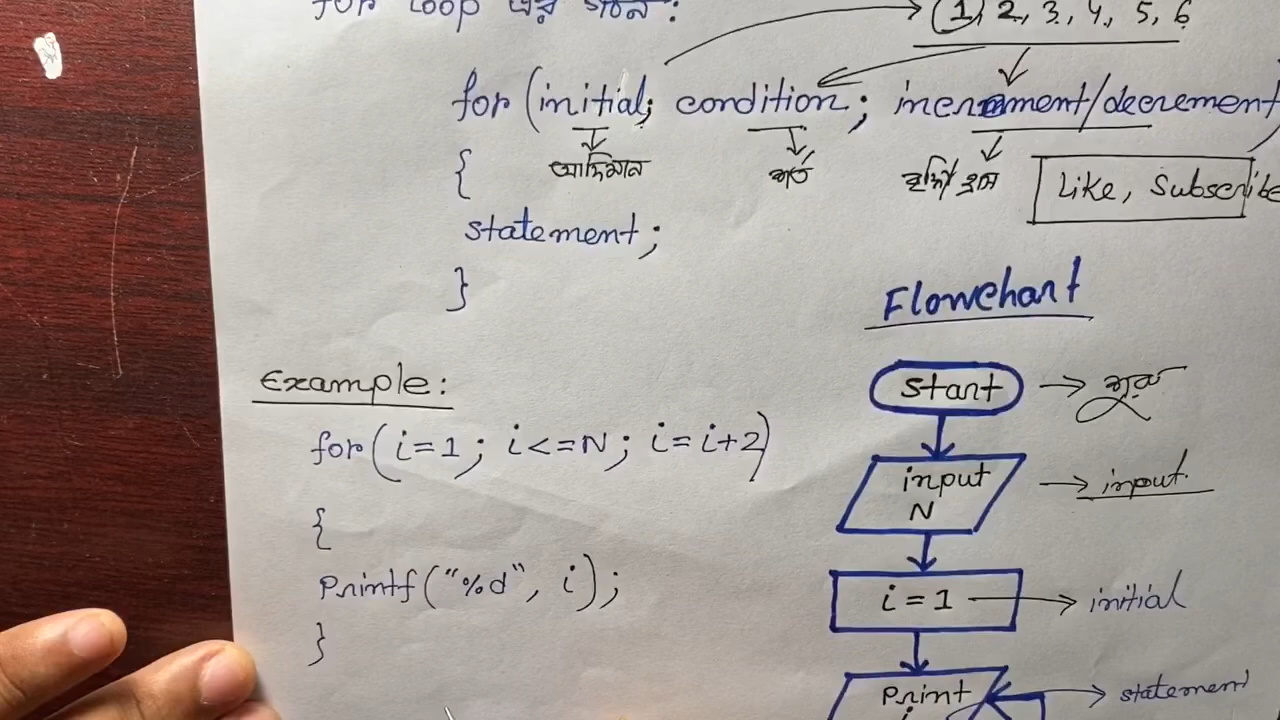 for loop এর গঠন :
(1), 2, 3, 4, 5, 6
for (initial; condition; increment/decrement)
আদিমান শর্ত বৃদ্ধি/হ্রাস Like, Subscribe
{
statement;
}
Flowchart
Start শুরু
input N input
i = 1 initial
Print i statement
Example:
for(i=1; i<=N; i=i+2)
{
Printf("%d", i);
}